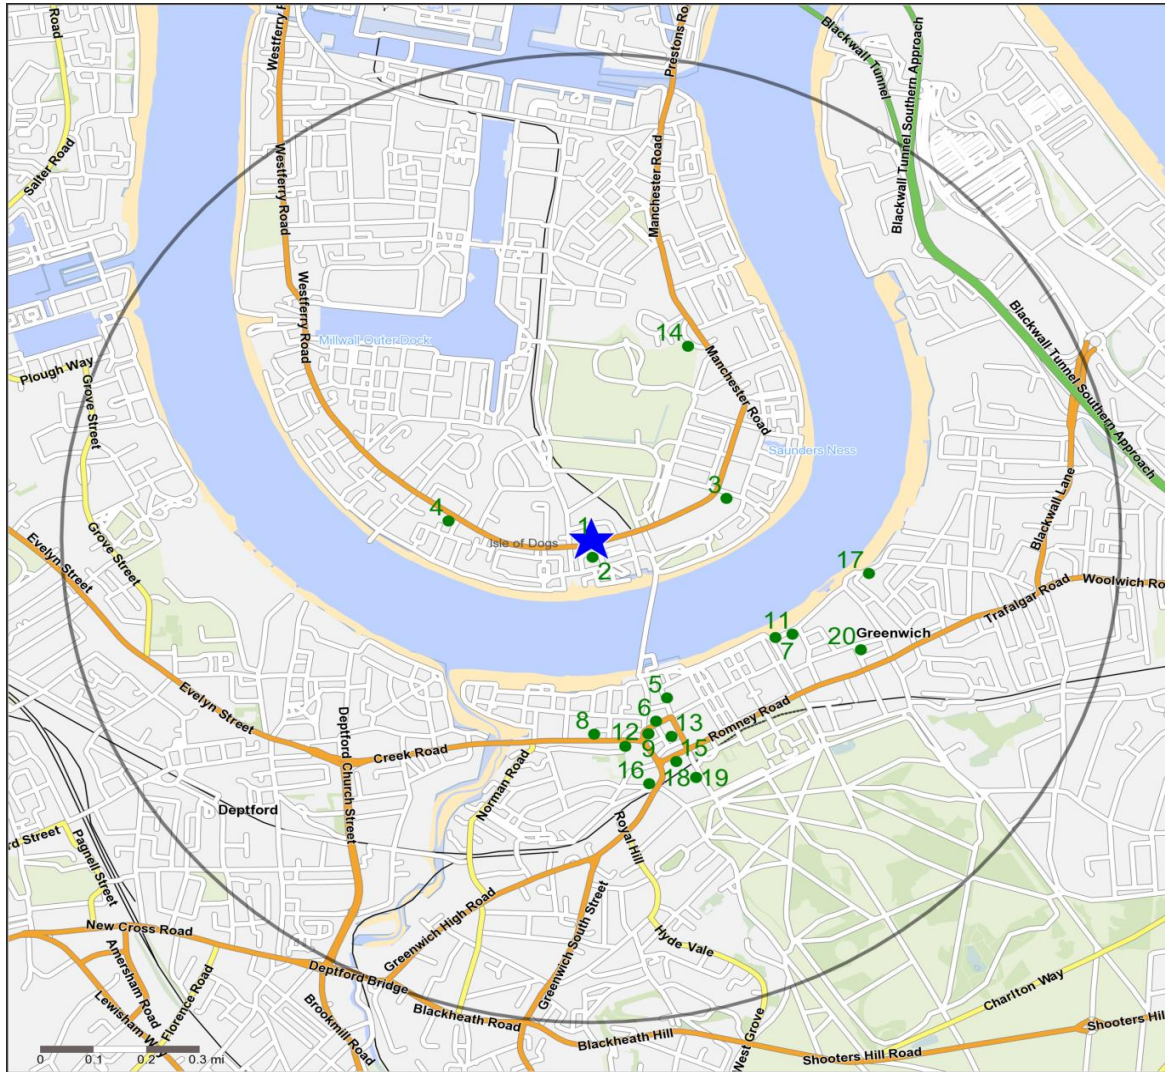 Road
Westferry R
Prestons Ro
Blackwall Tunnel
Blackwall Tunnel Southern Approach
Salter Road
Westferry Road
Manchester Road
Westferry Road
Millwall Outer Dock
14
Manchester Road
Blackwall Tunnel Southern Approach
Plough Way
Grove Street
Saunders Ness
3
4
1
Isle of Dogs
2
Blackwall Lane
Evelyn Street
Grove Street
17
Woolwich Ro
Trafalgar Road
11
7
20
Greenwich
5
6
Evelyn Street
8
12
13
Romney Road
9
Creek Road
15
Deptford Church Street
Norman Road
16
18
19
Deptford
rd Street
Pagnell Street
Royal Hill
Greenwich High Road
Greenwich South Street
New Cross Road
Hyde Vale
Amersham Road
Deptford Bridge
Florence Road
Lewisham Way
Brookmill Road
Blackheath Road
Blackheath Hill
West Grove
Charlton Way
Shooters Hill
Shooters Hill Road
0 0.1 0.2 0.3 mi